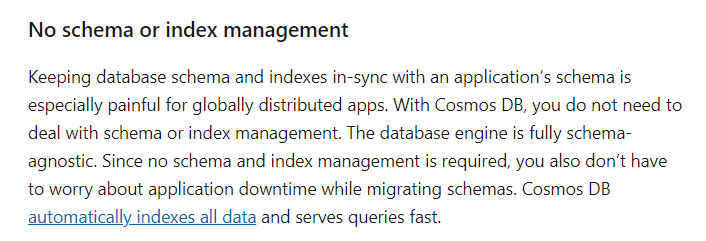 No schema or index management
Keeping database schema and indexes in-sync with an application’s schema is
especially painful for globally distributed apps. With Cosmos DB, you do not need to
deal with schema or index management. The database engine is fully schema-
agnostic. Since no schema and index management is required, you also don’t have
to worry about application downtime while migrating schemas. Cosmos DB
automatically indexes all data and serves queries fast.